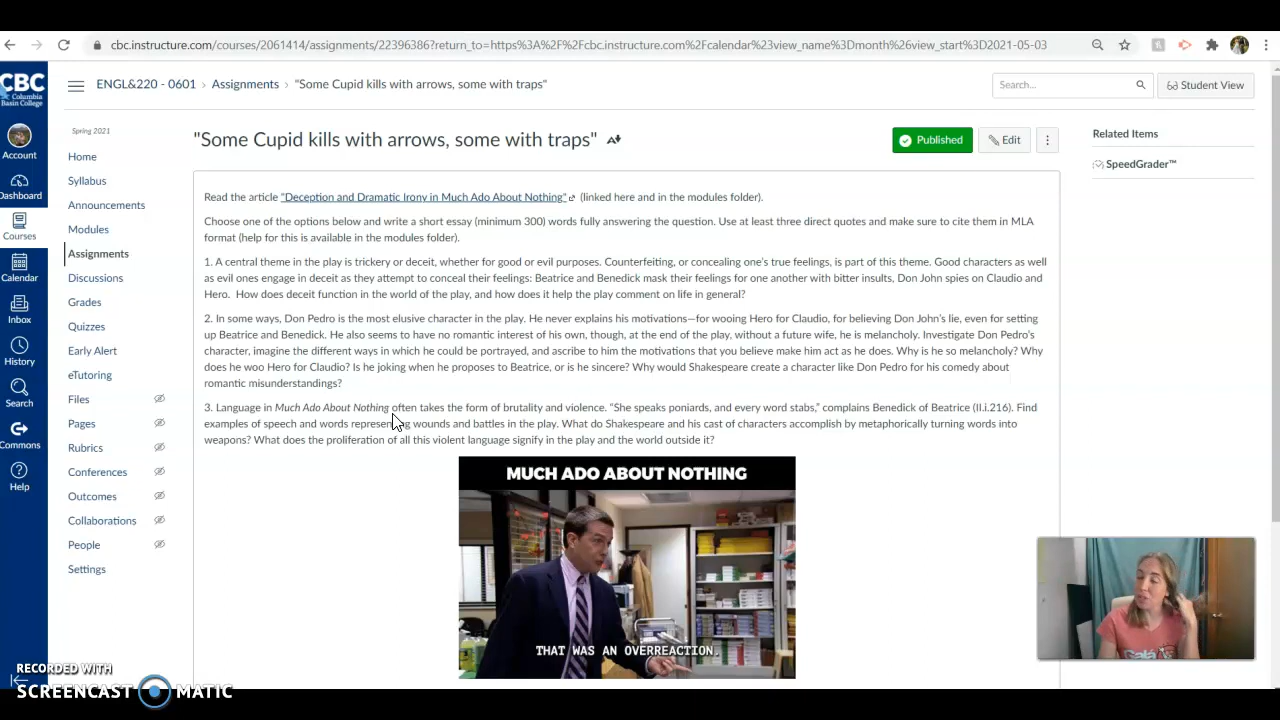 cbc.instructure.com/courses/2061414/assignments/22396386?return_to=https%3A%2F%2Fcbc.instructure.com%2Fcalendar%23view_name%3Dmonth%26view_start%3D2021-05-03
CBC
Columbia
Basin College
ENGL&220 - 0601 › Assignments › "Some Cupid kills with arrows, some with traps"
Search...
Student View
Spring 2021
Account
Dashboard
Courses
Calendar
Inbox
History
Search
Commons
Help
Home
Syllabus
Announcements
Modules
Assignments
Discussions
Grades
Quizzes
Early Alert
eTutoring
Files
Pages
Rubrics
Conferences
Outcomes
Collaborations
People
Settings
"Some Cupid kills with arrows, some with traps"
Published
Edit
Related Items
SpeedGrader™
Read the article "Deception and Dramatic Irony in Much Ado About Nothing" (linked here and in the modules folder).
Choose one of the options below and write a short essay (minimum 300) words fully answering the question. Use at least three direct quotes and make sure to cite them in MLA
format (help for this is available in the modules folder).
1. A central theme in the play is trickery or deceit, whether for good or evil purposes. Counterfeiting, or concealing one's true feelings, is part of this theme. Good characters as well
as evil ones engage in deceit as they attempt to conceal their feelings: Beatrice and Benedick mask their feelings for one another with bitter insults, Don John spies on Claudio and
Hero. How does deceit function in the world of the play, and how does it help the play comment on life in general?
2. In some ways, Don Pedro is the most elusive character in the play. He never explains his motivations—for wooing Hero for Claudio, for believing Don John's lie, even for setting
up Beatrice and Benedick. He also seems to have no romantic interest of his own, though, at the end of the play, without a future wife, he is melancholy. Investigate Don Pedro's
character, imagine the different ways in which he could be portrayed, and ascribe to him the motivations that you believe make him act as he does. Why is he so melancholy? Why
does he woo Hero for Claudio? Is he joking when he proposes to Beatrice, or is he sincere? Why would Shakespeare create a character like Don Pedro for his comedy about
romantic misunderstandings?
3. Language in Much Ado About Nothing often takes the form of brutality and violence. "She speaks poniards, and every word stabs," complains Benedick of Beatrice (II.i.216). Find
examples of speech and words representing wounds and battles in the play. What do Shakespeare and his cast of characters accomplish by metaphorically turning words into
weapons? What does the proliferation of all this violent language signify in the play and the world outside it?
MUCH ADO ABOUT NOTHING
THAT WAS AN OVERREACTION.
RECORDED WITH
SCREENCAST MATIC